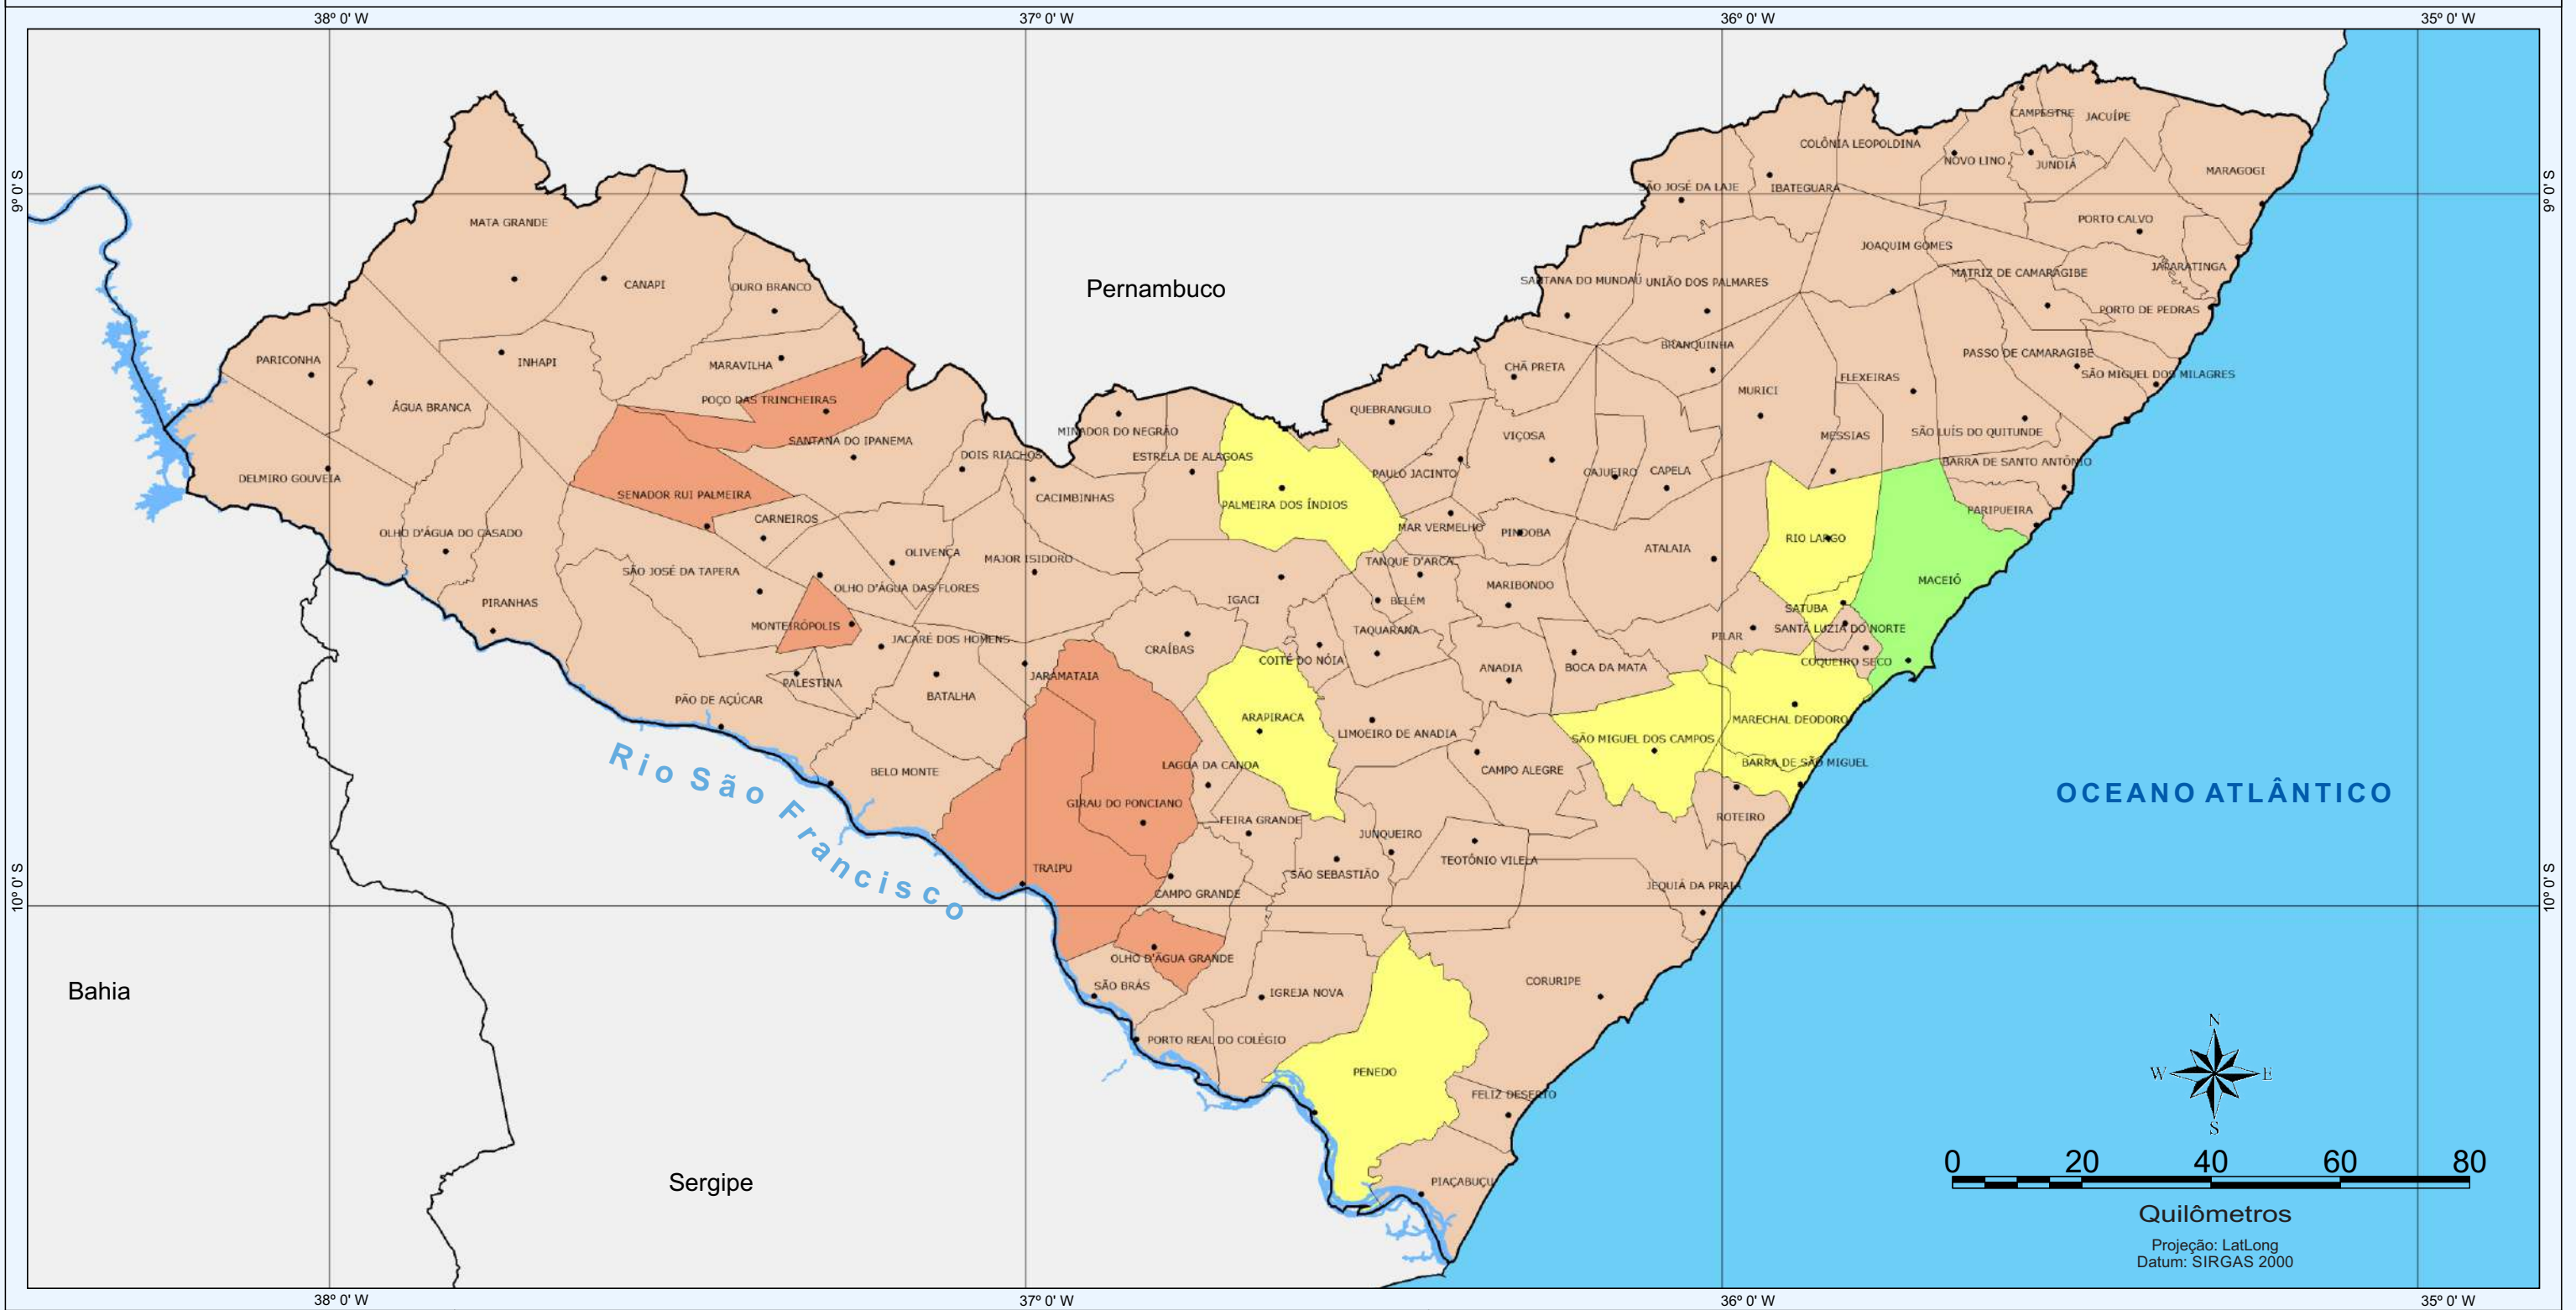 38º 0' W
37º 0' W
36º 0' W
35º 0' W
9º 0' S
9º 0' S
CAMPESTRE
JACUÍPE
COLÔNIA LEOPOLDINA
NOVO LINO
JUNDIÁ
MARAGOGI
SÃO JOSÉ DA LAJE
IBATEGUARA
MATA GRANDE
PORTO CALVO
JOAQUIM GOMES
JAPARATINGA
MATRIZ DE CAMARAGIBE
SANTANA DO MUNDAÚ
UNIÃO DOS PALMARES
CANAPI
OURO BRANCO
Pernambuco
PORTO DE PEDRAS
BRANQUINHA
PASSO DE CAMARAGIBE
PARICONHA
INHAPI
MARAVILHA
CHÃ PRETA
FLEXEIRAS
SÃO MIGUEL DOS MILAGRES
MURICI
POÇO DAS TRINCHEIRAS
ÁGUA BRANCA
QUEBRANGULO
MINADOR DO NEGRÃO
VIÇOSA
MESSIAS
SÃO LUÍS DO QUITUNDE
SANTANA DO IPANEMA
DOIS RIACHOS
ESTRELA DE ALAGOAS
BARRA DE SANTO ANTÔNIO
PAULO JACINTO
CAJUEIRO
CAPELA
DELMIRO GOUVEIA
SENADOR RUI PALMEIRA
CACIMBINHAS
PALMEIRA DOS ÍNDIOS
PARIPUEIRA
CARNEIROS
MAR VERMELHO
PINDOBA
OLHO D'ÁGUA DO CASADO
RIO LARGO
ATALAIA
OLIVENÇA
MAJOR ISIDORO
TANQUE D'ARCA
SÃO JOSÉ DA TAPERA
MACEIÓ
OLHO D'ÁGUA DAS FLORES
MARIBONDO
IGACI
BELÉM
PIRANHAS
SATUBA
MONTEIRÓPOLIS
TAQUARANA
SANTA LUZIA DO NORTE
PILAR
JACARÉ DOS HOMENS
CRAÍBAS
COITÉ DO NÓIA
COQUEIRO SECO
ANADIA
BOCA DA MATA
JARAMATAIA
PALESTINA
BATALHA
PÃO DE AÇÚCAR
ARAPIRACA
MARECHAL DEODORO
LIMOEIRO DE ANADIA
SÃO MIGUEL DOS CAMPOS
Rio São Francisco
BELO MONTE
LAGOA DA CANOA
CAMPO ALEGRE
BARRA DE SÃO MIGUEL
OCEANO ATLÂNTICO
GIRAU DO PONCIANO
ROTEIRO
FEIRA GRANDE
JUNQUEIRO
TEOTÔNIO VILELA
TRAIPU
SÃO SEBASTIÃO
JEQUIÁ DA PRAIA
CAMPO GRANDE
10º 0' S
10º 0' S
OLHO D'ÁGUA GRANDE
CORURIPE
SÃO BRÁS
IGREJA NOVA
Bahia
PORTO REAL DO COLÉGIO
PENEDO
FELIZ DESERTO
PIAÇABUÇU
Sergipe
N
W
E
S
0 20 40 60 80
Quilômetros
Projeção: LatLong
Datum: SIRGAS 2000
38º 0' W
37º 0' W
36º 0' W
35º 0' W